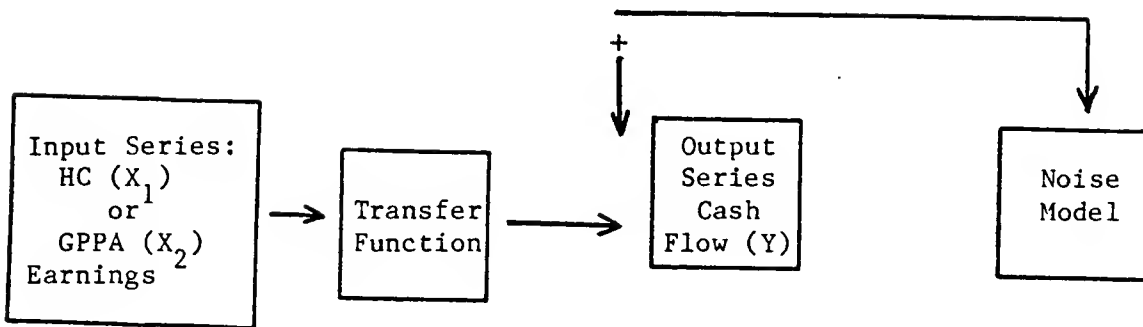 +
Input Series:
HC (X1)
or
GPPA (X2)
Earnings
Transfer
Function
Output
Series
Cash
Flow (Y)
Noise
Model